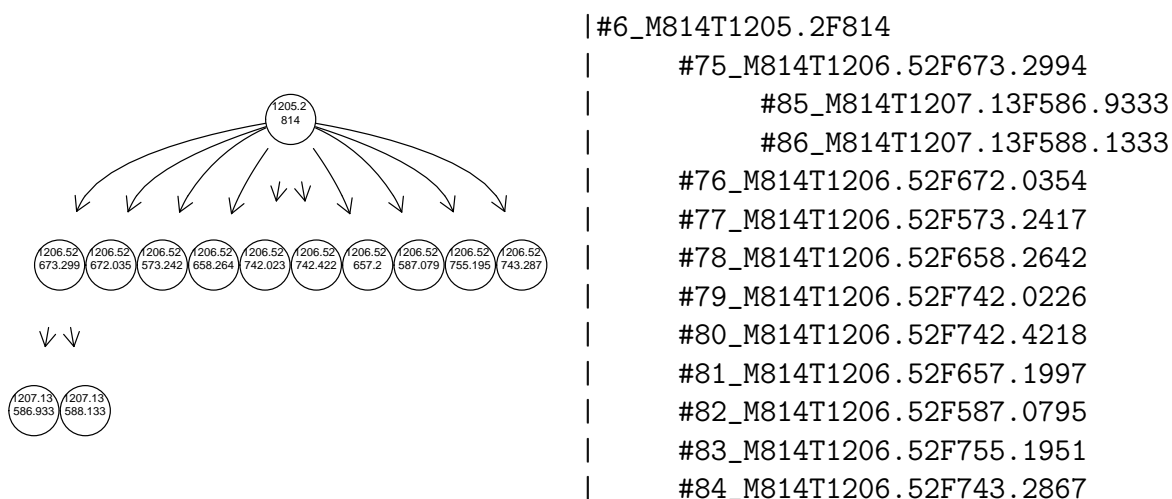 1205.2
814
1206.52
673.299
1206.52
672.035
1206.52
573.242
1206.52
658.264
1206.52
742.023
1206.52
742.422
1206.52
657.2
1206.52
587.079
1206.52
755.195
1206.52
743.287
1207.13
586.933
1207.13
588.133
|#6_M814T1205.2F814
| #75_M814T1206.52F673.2994
| #85_M814T1207.13F586.9333
| #86_M814T1207.13F588.1333
| #76_M814T1206.52F672.0354
| #77_M814T1206.52F573.2417
| #78_M814T1206.52F658.2642
| #79_M814T1206.52F742.0226
| #80_M814T1206.52F742.4218
| #81_M814T1206.52F657.1997
| #82_M814T1206.52F587.0795
| #83_M814T1206.52F755.1951
| #84_M814T1206.52F743.2867